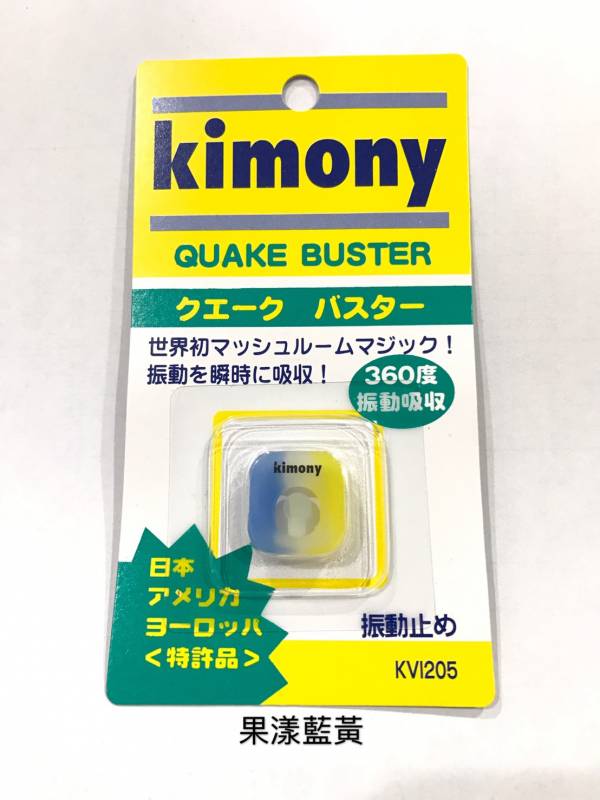 kimony
QUAKE BUSTER
クエーク バスター
世界初マッシュルームマジック！
振動を瞬時に吸収！
360度
振動吸収
kimony
日本
アメリカ
ヨーロッパ
<特許品>
振動止め
KVI205
果漾藍黃